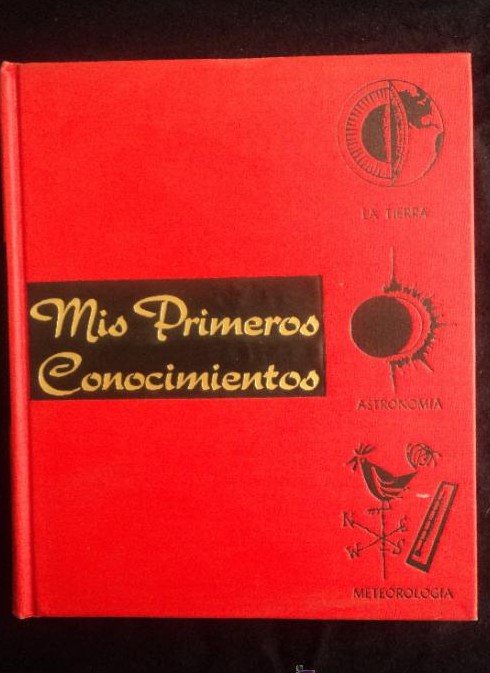 LA TIERRA
Mis Primeros
Conocimientos
ASTRONOMIA
N E
W S
METEOROLOGIA